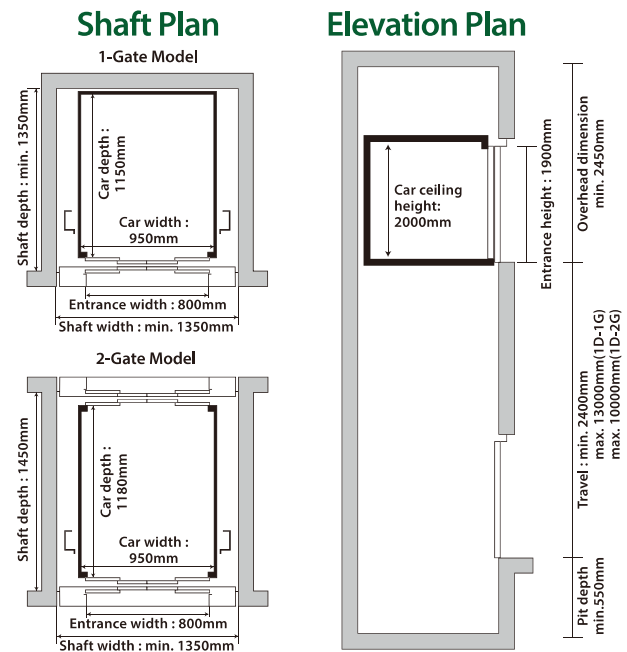 Shaft Plan
1-Gate Model
Shaft depth : min. 1350mm
Car depth :
1150mm
Car width :
950mm
Entrance width : 800mm
Shaft width : min. 1350mm
2-Gate Model
Shaft depth : 1450mm
Car depth :
1180mm
Car width :
950mm
Entrance width : 800mm
Shaft width : min. 1350mm
Elevation Plan
Car ceiling
height:
2000mm
Entrance height : 1900mm
Overhead dimension
min. 2450mm
Travel : min. 2400mm
max. 13000mm(1D-1G)
max. 10000mm(1D-2G)
Pit depth
min.550mm